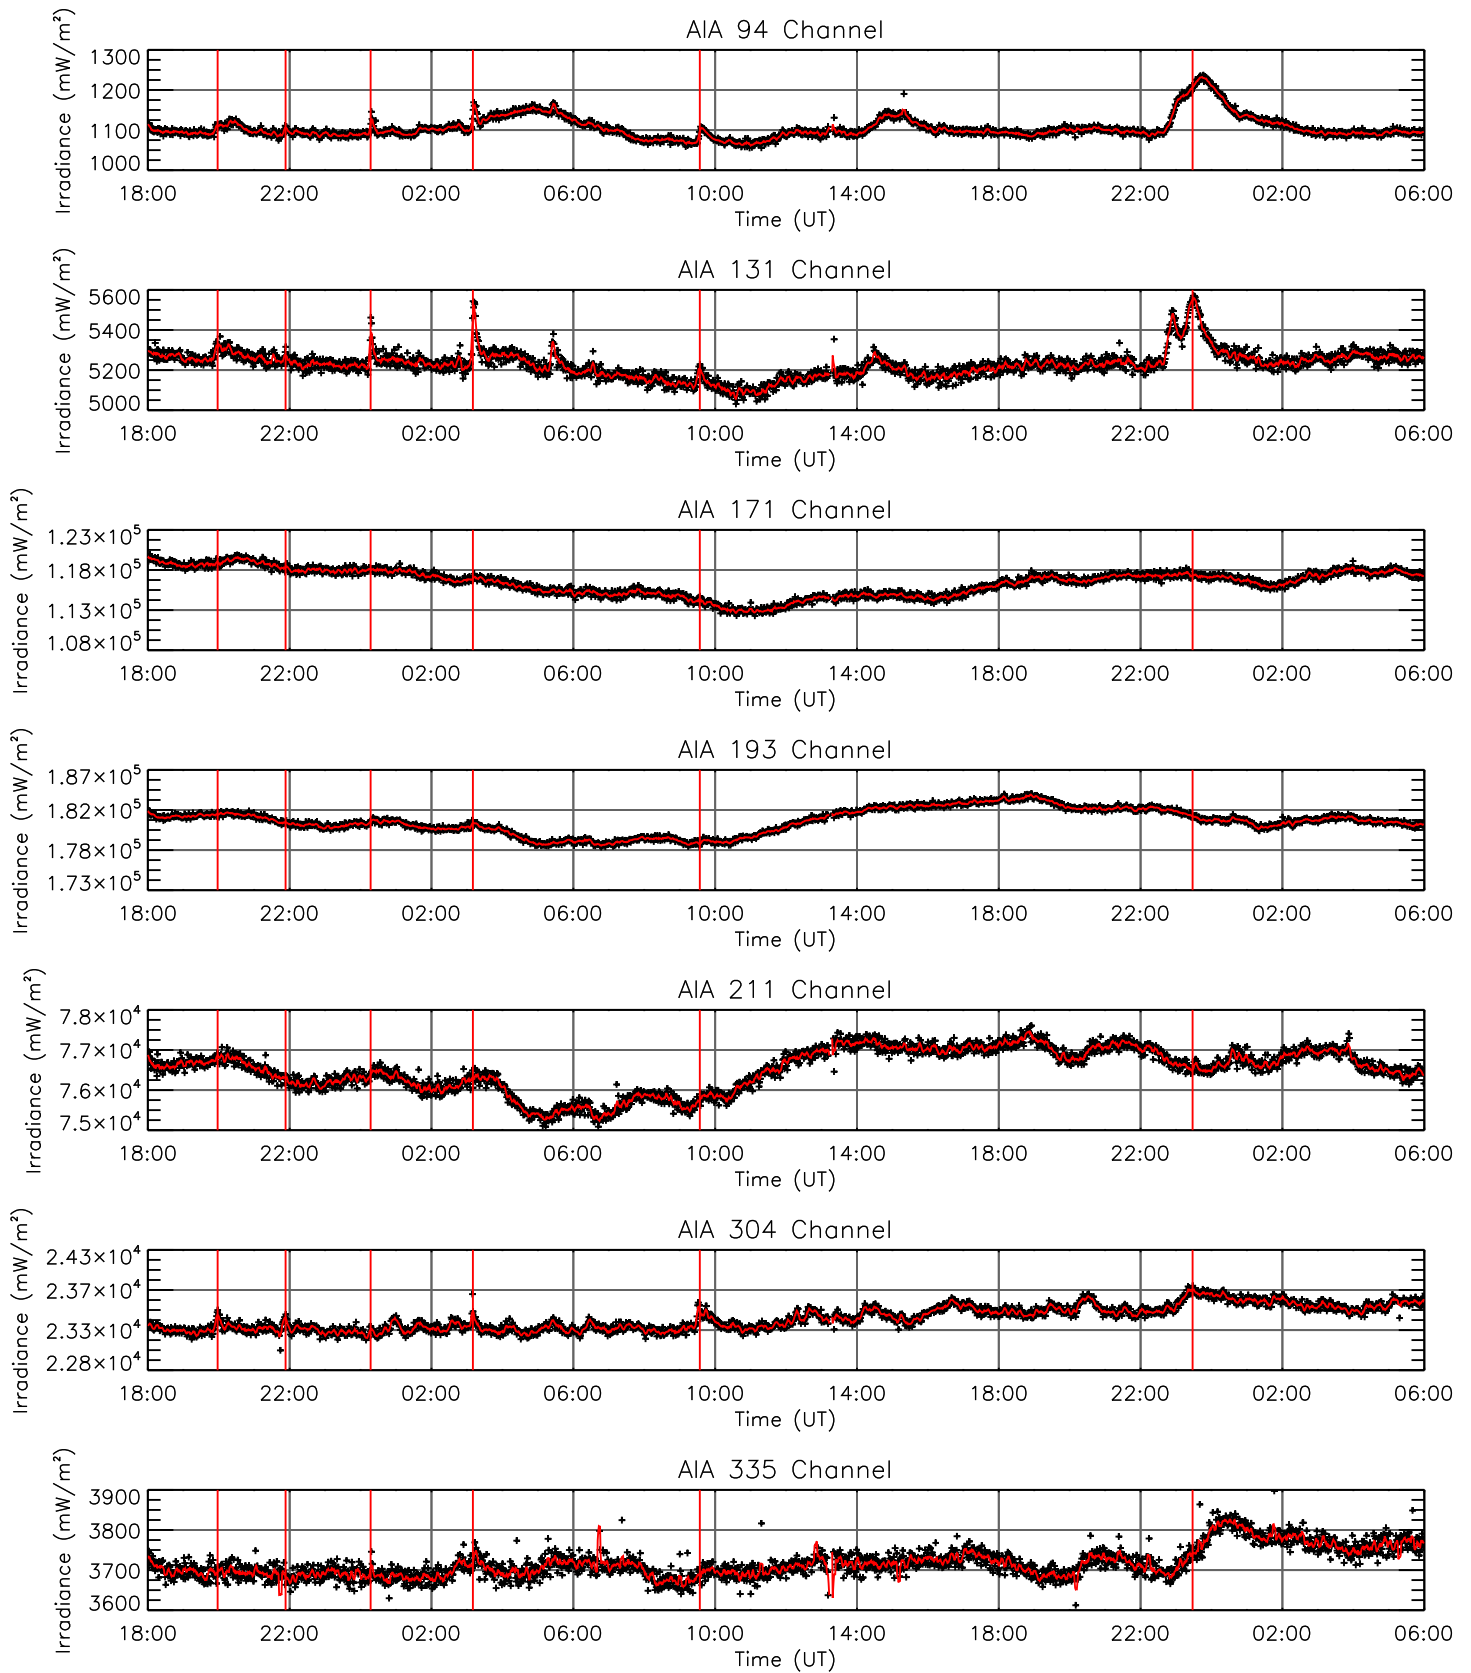 AIA 94 Channel
Irradiance (mW/m²)
1300
1200
1100
1000
18:00 22:00 02:00 06:00 10:00 14:00 18:00 22:00 02:00 06:00
Time (UT)
AIA 131 Channel
Irradiance (mW/m²)
5600
5400
5200
5000
18:00 22:00 02:00 06:00 10:00 14:00 18:00 22:00 02:00 06:00
Time (UT)
AIA 171 Channel
Irradiance (mW/m²)
1.23×10⁵
1.18×10⁵
1.13×10⁵
1.08×10⁵
18:00 22:00 02:00 06:00 10:00 14:00 18:00 22:00 02:00 06:00
Time (UT)
AIA 193 Channel
Irradiance (mW/m²)
1.87×10⁵
1.82×10⁵
1.78×10⁵
1.73×10⁵
18:00 22:00 02:00 06:00 10:00 14:00 18:00 22:00 02:00 06:00
Time (UT)
AIA 211 Channel
Irradiance (mW/m²)
7.8×10⁴
7.7×10⁴
7.6×10⁴
7.5×10⁴
18:00 22:00 02:00 06:00 10:00 14:00 18:00 22:00 02:00 06:00
Time (UT)
AIA 304 Channel
Irradiance (mW/m²)
2.43×10⁴
2.37×10⁴
2.33×10⁴
2.28×10⁴
18:00 22:00 02:00 06:00 10:00 14:00 18:00 22:00 02:00 06:00
Time (UT)
AIA 335 Channel
Irradiance (mW/m²)
3900
3800
3700
3600
18:00 22:00 02:00 06:00 10:00 14:00 18:00 22:00 02:00 06:00
Time (UT)